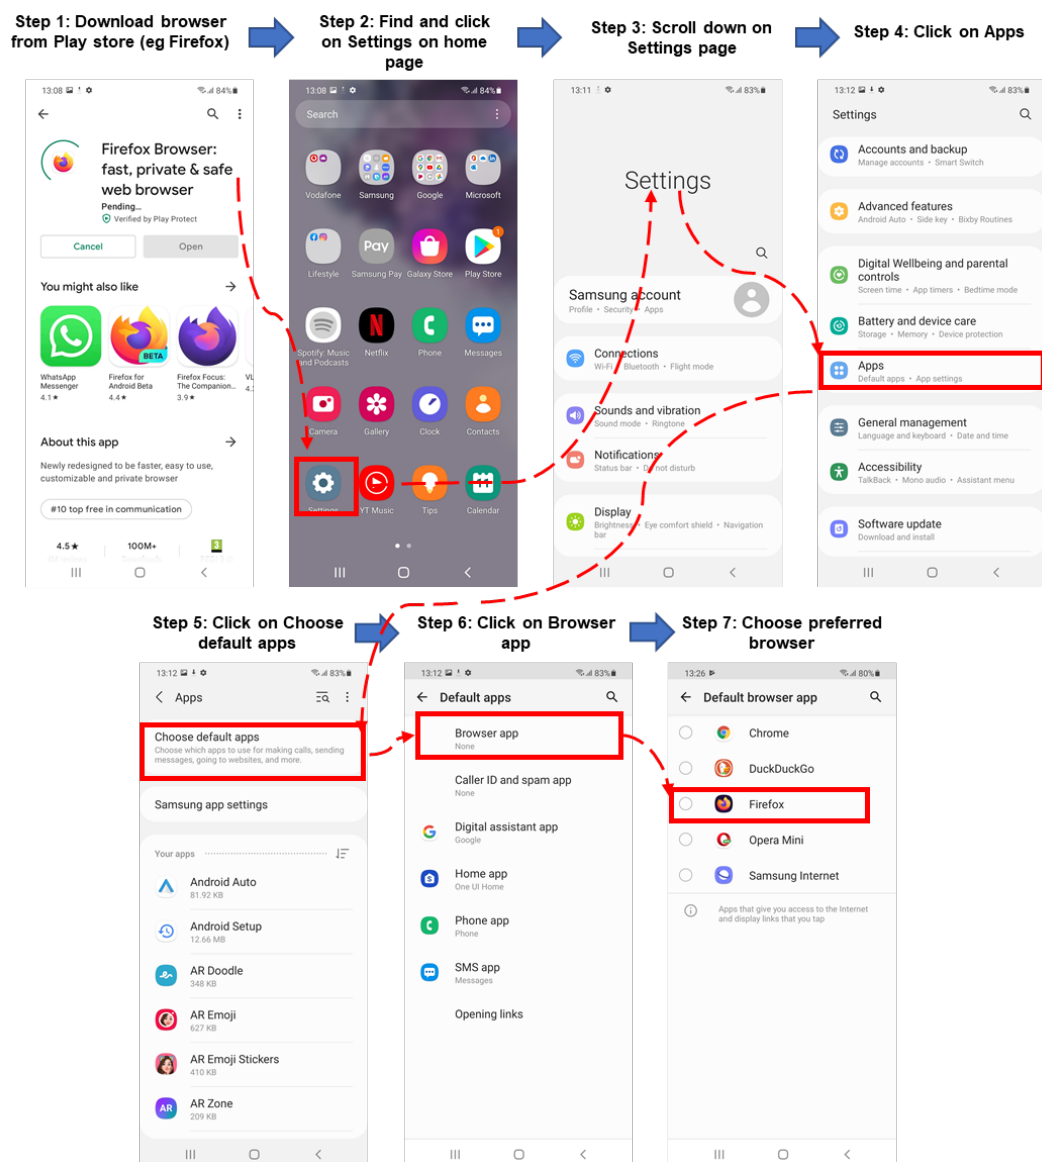 Step 1: Download browser
from Play store (eg Firefox)
Step 2: Find and click
on Settings on home
page
Step 3: Scroll down on
Settings page
Step 4: Click on Apps
13:08
84%
Firefox Browser:
fast, private & safe
web browser
Pending...
Verified by Play Protect
Cancel
Open
You might also like
BETA
WhatsApp
Messenger
4.1★
Firefox for
Android Beta
4.4★
Firefox Focus:
The Companion...
3.9★
VL
4.
About this app
Newly redesigned to be faster, easy to use,
customizable and private browser
#10 top free in communication
4.5★
100M+
3
13:08
84%
Search
Vodafone
Samsung
Google
Microsoft
Pay
1
Lifestyle
Samsung Pay
Galaxy Store
Play Store
N
Spotify: Music
and Podcasts
Netflix
Phone
Messages
Camera
Gallery
Clock
Contacts
11
Settings
YT Music
Tips
Calendar
13:11
83%
Settings
Samsung account
Profile • Security • Apps
Connections
Wi-Fi • Bluetooth • Flight mode
Sounds and vibration
Sound mode • Ringtone
Notifications
Status bar • Do not disturb
Display
Brightness • Eye comfort shield • Navigation
bar
13:12
83%
Settings
Accounts and backup
Manage accounts • Smart Switch
Advanced features
Android Auto • Side key • Bixby Routines
Digital Wellbeing and parental
controls
Screen time • App timers • Bedtime mode
Battery and device care
Storage • Memory • Device protection
Apps
Default apps • App settings
General management
Language and keyboard • Date and time
Accessibility
TalkBack • Mono audio • Assistant menu
Software update
Download and install
Step 5: Click on Choose
default apps
Step 6: Click on Browser
app
Step 7: Choose preferred
browser
13:12
83%
Apps
Choose default apps
Choose which apps to use for making calls, sending
messages, going to websites, and more.
Samsung app settings
Your apps
Android Auto
81.92 KB
Android Setup
12.66 MB
AR Doodle
348 KB
AR Emoji
627 KB
AR Emoji Stickers
410 KB
AR
AR Zone
209 KB
13:12
83%
Default apps
Browser app
None
Caller ID and spam app
None
Digital assistant app
Google
Home app
One UI Home
Phone app
Phone
SMS app
Messages
Opening links
13:26
80%
Default browser app
Chrome
DuckDuckGo
Firefox
Opera Mini
Samsung Internet
Apps that give you access to the Internet
and display links that you tap